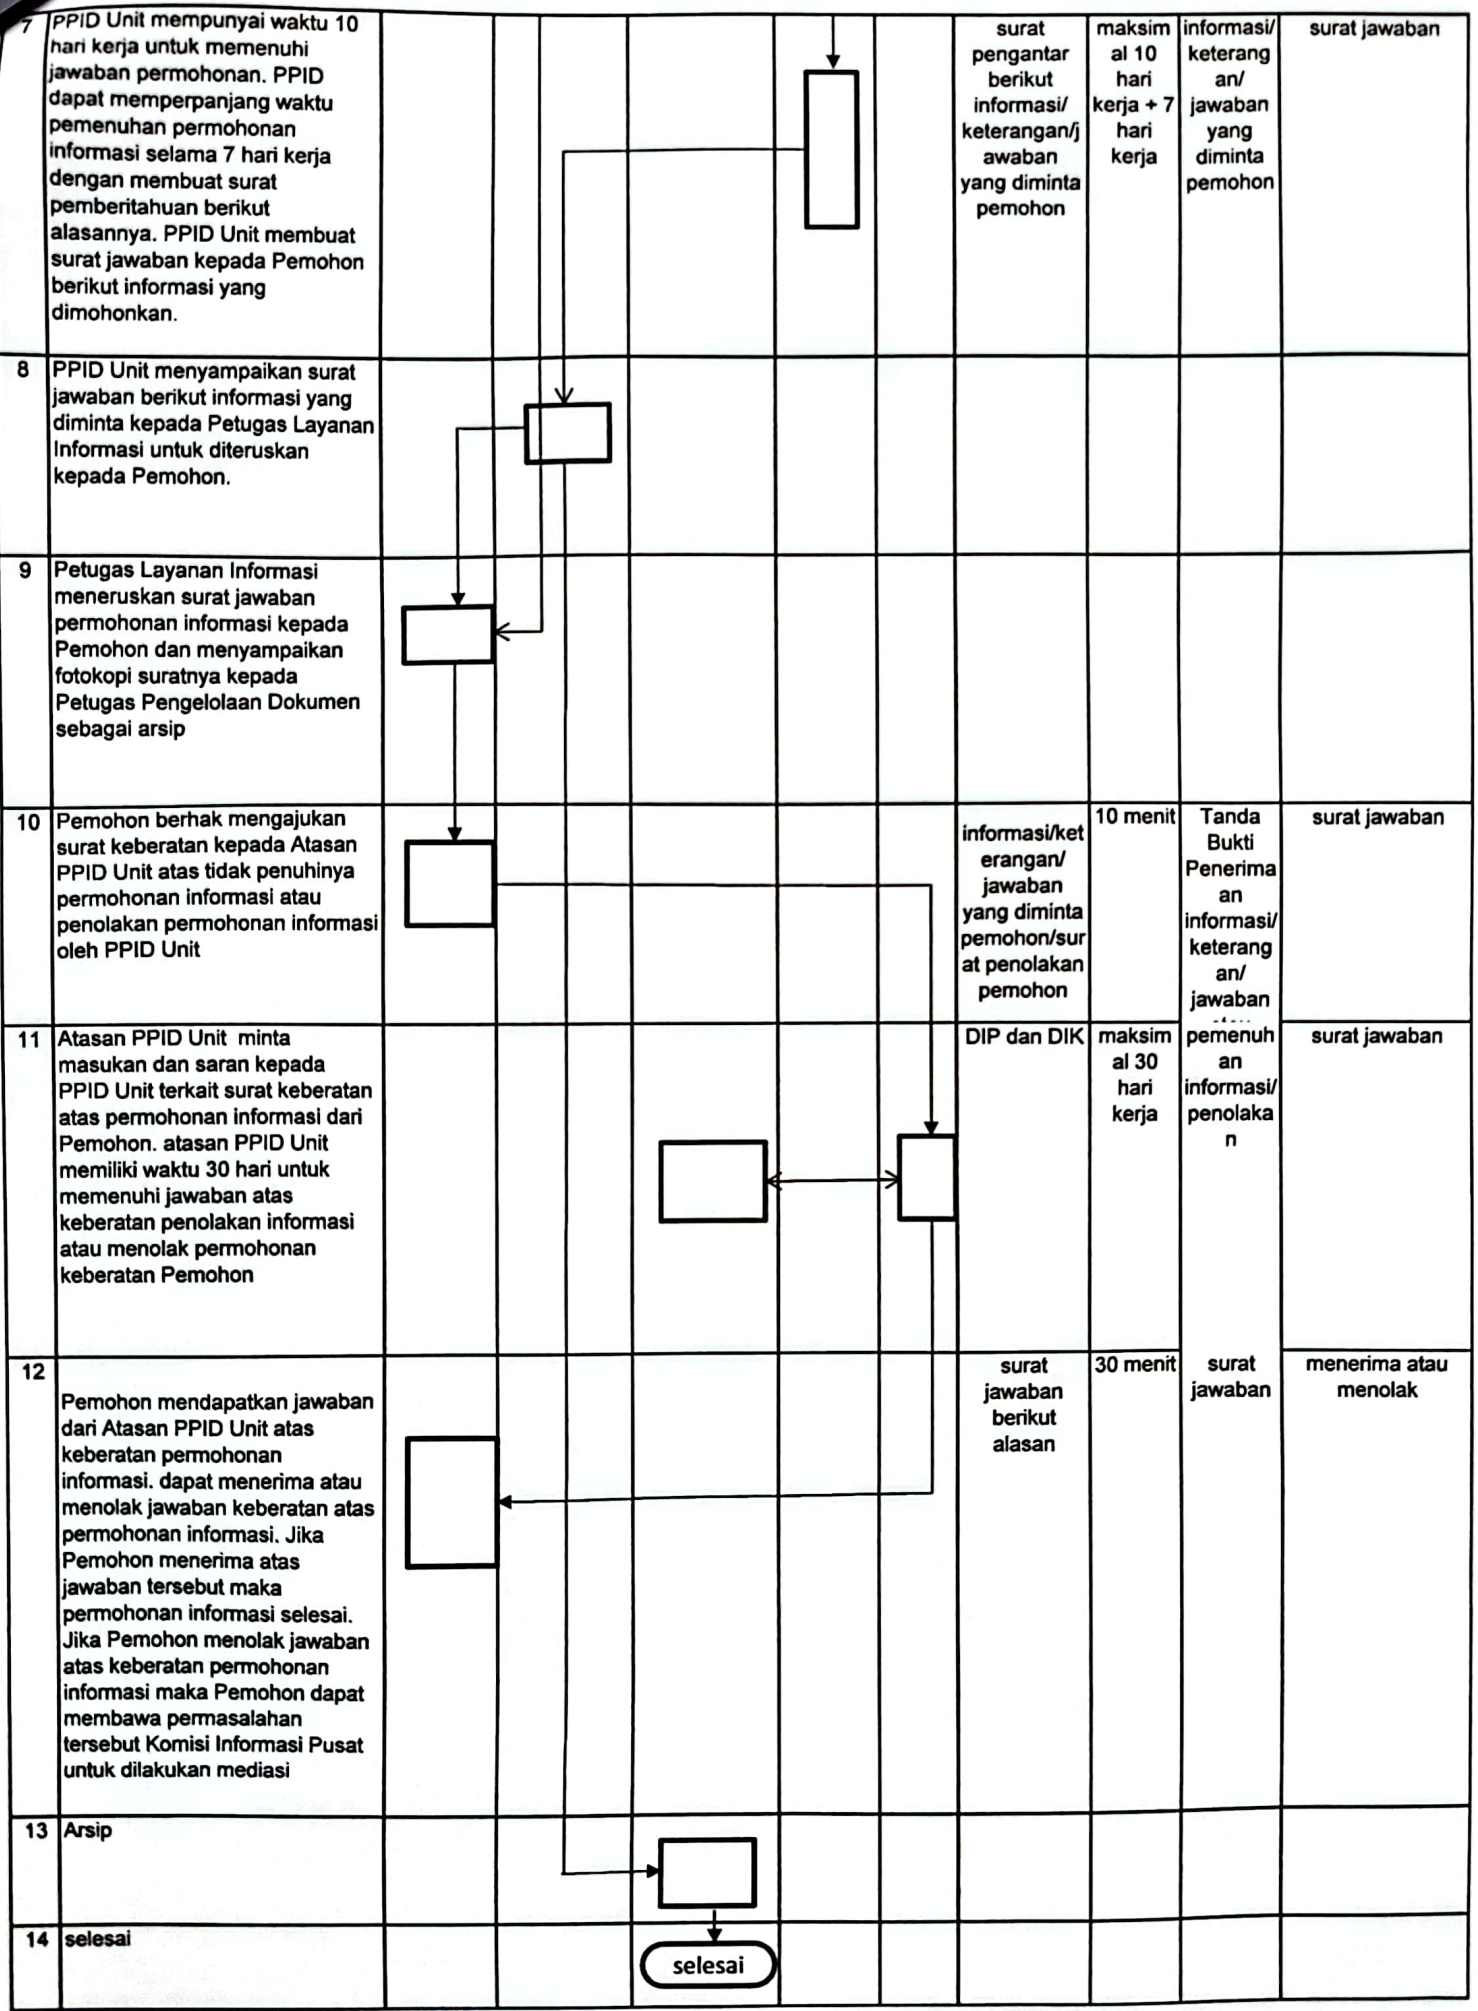 7
PPID Unit mempunyai waktu 10
hari kerja untuk memenuhi
jawaban permohonan. PPID
dapat memperpanjang waktu
pemenuhan permohonan
informasi selama 7 hari kerja
dengan membuat surat
pemberitahuan berikut
alasannya. PPID Unit membuat
surat jawaban kepada Pemohon
berikut informasi yang
dimohonkan.
surat
pengantar
berikut
informasi/
keterangan/j
awaban
yang diminta
pemohon
maksim
al 10
hari
kerja + 7
hari
kerja
informasi/
keterang
an/
jawaban
yang
diminta
pemohon
surat jawaban
8
PPID Unit menyampaikan surat
jawaban berikut informasi yang
diminta kepada Petugas Layanan
Informasi untuk diteruskan
kepada Pemohon.
9
Petugas Layanan Informasi
meneruskan surat jawaban
permohonan informasi kepada
Pemohon dan menyampaikan
fotokopi suratnya kepada
Petugas Pengelolaan Dokumen
sebagai arsip
10
Pemohon berhak mengajukan
surat keberatan kepada Atasan
PPID Unit atas tidak penuhinya
permohonan informasi atau
penolakan permohonan informasi
oleh PPID Unit
informasi/ket
erangan/
jawaban
yang diminta
pemohon/sur
at penolakan
pemohon
10 menit
Tanda
Bukti
Penerima
an
informasi/
keterang
an/
jawaban
surat jawaban
11
Atasan PPID Unit minta
masukan dan saran kepada
PPID Unit terkait surat keberatan
atas permohonan informasi dari
Pemohon. atasan PPID Unit
memiliki waktu 30 hari untuk
memenuhi jawaban atas
keberatan penolakan informasi
atau menolak permohonan
keberatan Pemohon
DIP dan DIK
maksim
al 30
hari
kerja
pemenuh
an
informasi/
penolaka
n
surat jawaban
12
Pemohon mendapatkan jawaban
dari Atasan PPID Unit atas
keberatan permohonan
informasi. dapat menerima atau
menolak jawaban keberatan atas
permohonan informasi. Jika
Pemohon menerima atas
jawaban tersebut maka
permohonan informasi selesai.
Jika Pemohon menolak jawaban
atas keberatan permohonan
informasi maka Pemohon dapat
membawa permasalahan
tersebut Komisi Informasi Pusat
untuk dilakukan mediasi
surat
jawaban
berikut
alasan
30 menit
surat
jawaban
menerima atau
menolak
13
Arsip
14
selesai
selesai